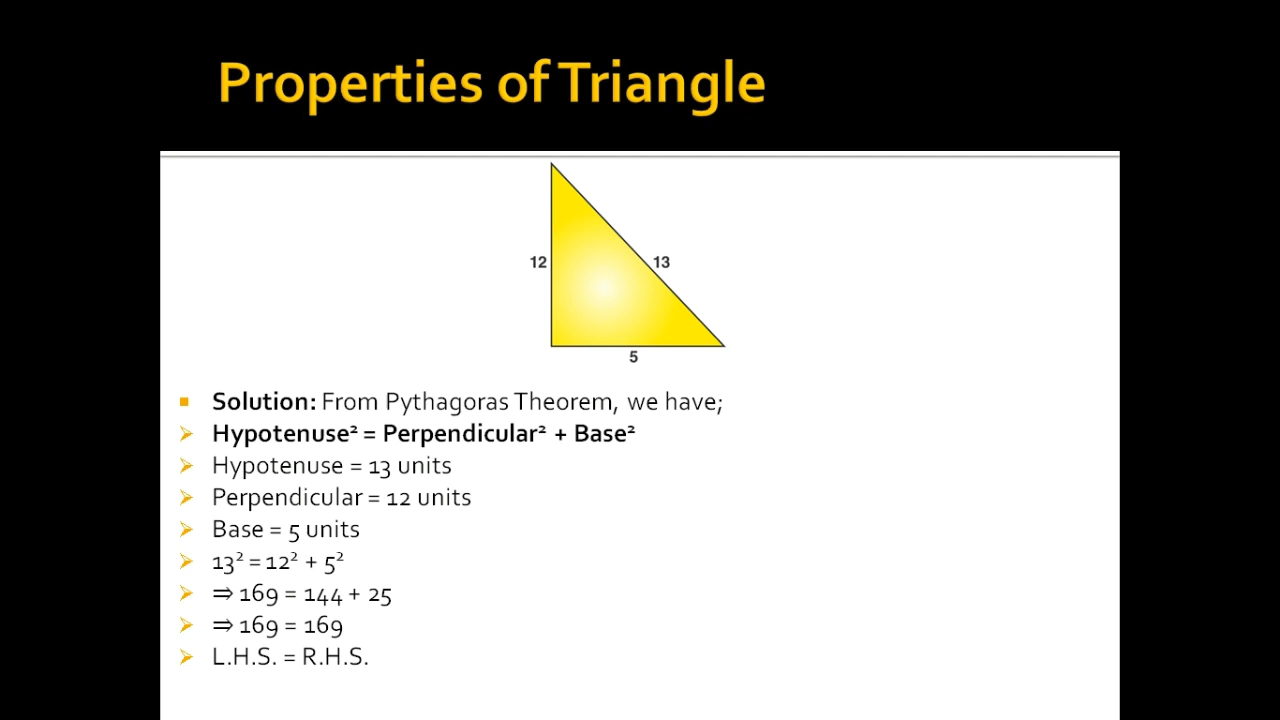 Properties of Triangle
12
13
5
Solution: From Pythagoras Theorem, we have;
Hypotenuse² = Perpendicular² + Base²
Hypotenuse = 13 units
Perpendicular = 12 units
Base = 5 units
13² = 12² + 5²
⇒ 169 = 144 + 25
⇒ 169 = 169
L.H.S. = R.H.S.